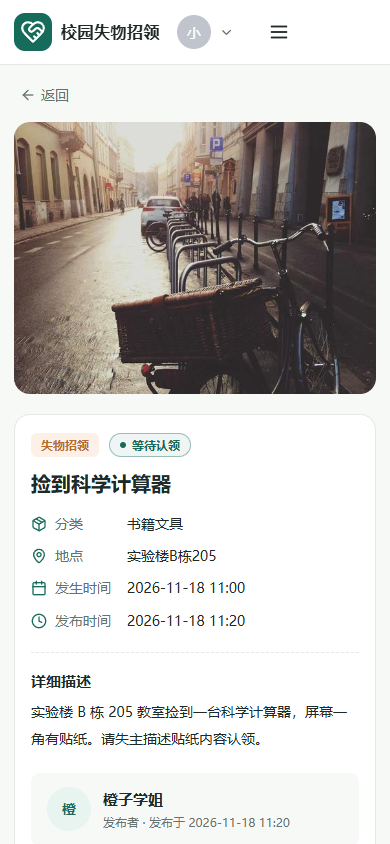 校园失物招领
小
返回
P
失物招领
等待认领
捡到科学计算器
分类 书籍文具
地点 实验楼B栋205
发生时间 2026-11-18 11:00
发布时间 2026-11-18 11:20
详细描述
实验楼 B 栋 205 教室捡到一台科学计算器，屏幕一
角有贴纸。请失主描述贴纸内容认领。
橙
橙子学姐
发布者 · 发布于 2026-11-18 11:20